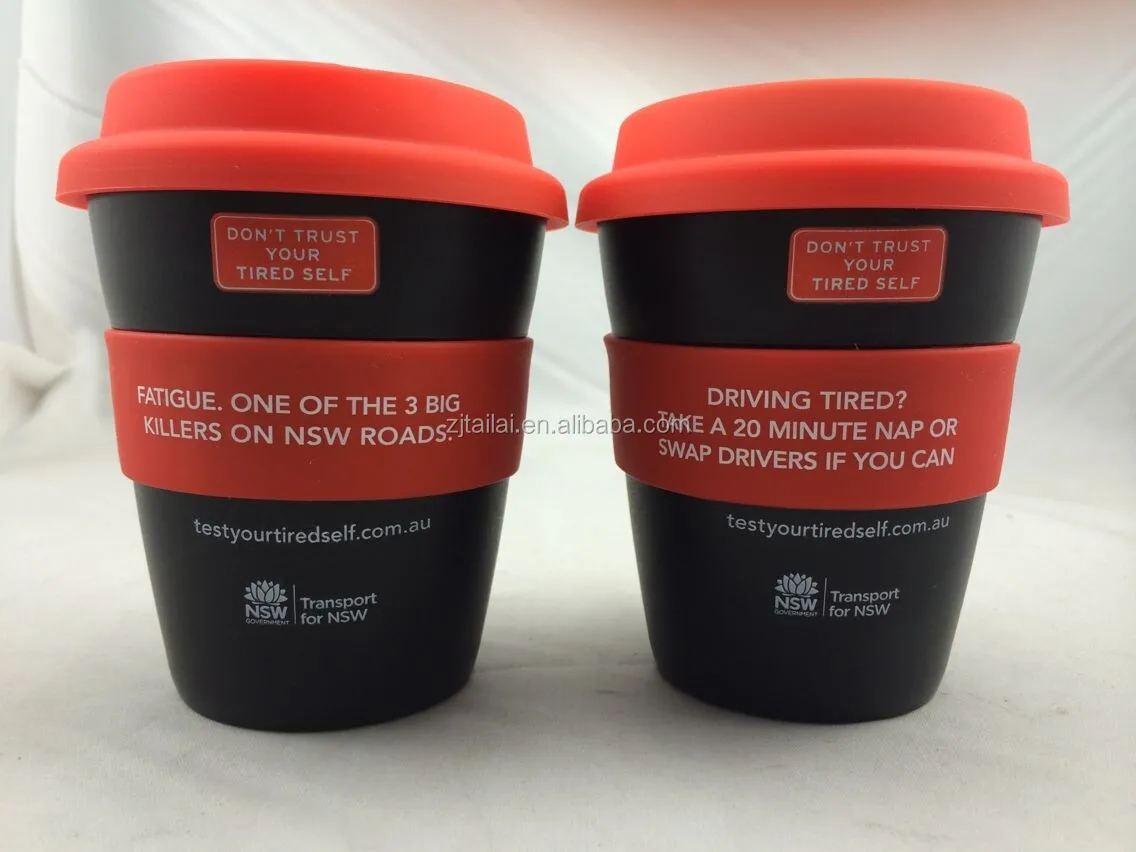 DON'T TRUST
YOUR
TIRED SELF
FATIGUE. ONE OF THE 3 BIG
KILLERS ON NSW ROADS.
testyourtiredself.com.au
NSW
GOVERNMENT
Transport
for NSW
DON'T TRUST
YOUR
TIRED SELF
DRIVING TIRED?
TAKE A 20 MINUTE NAP OR
SWAP DRIVERS IF YOU CAN
testyourtiredself.com.au
NSW
GOVERNMENT
Transport
for NSW
zjtailai.en.alibaba.com